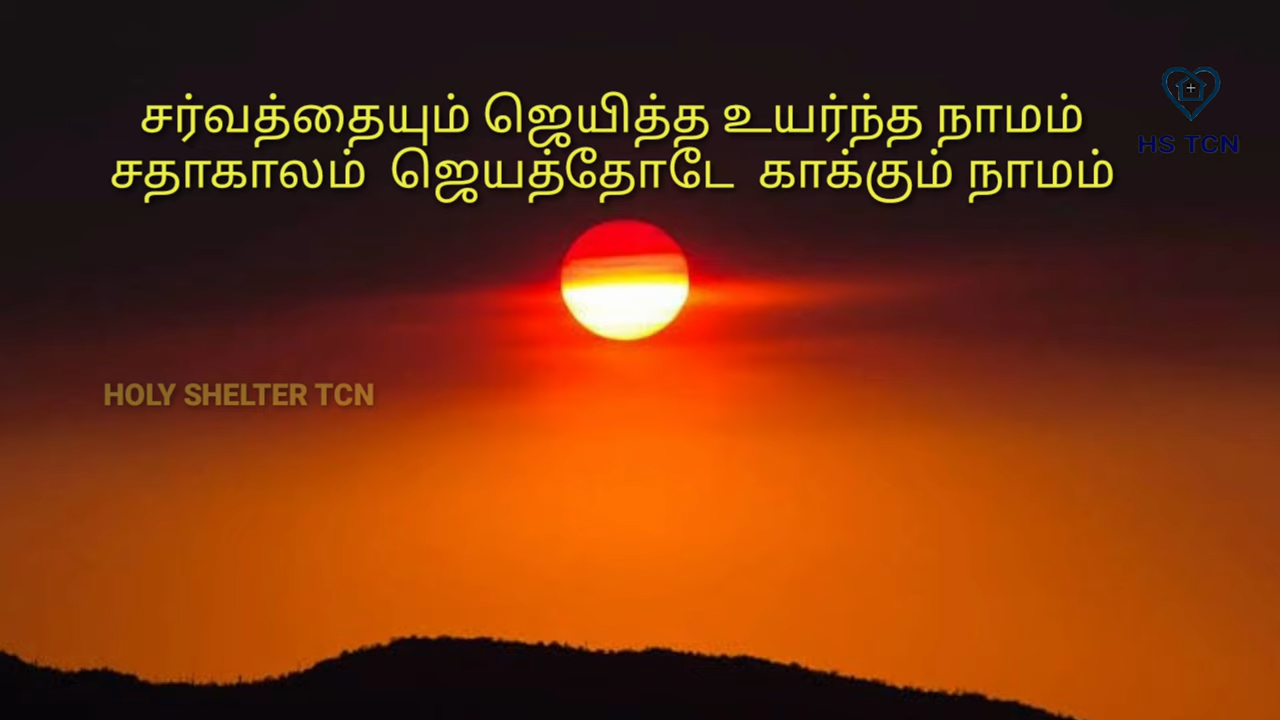 சர்வத்தையும் ஜெயித்த உயர்ந்த நாமம்
சதாகாலம் ஜெயத்தோடே காக்கும் நாமம்
HS TCN
HOLY SHELTER TCN